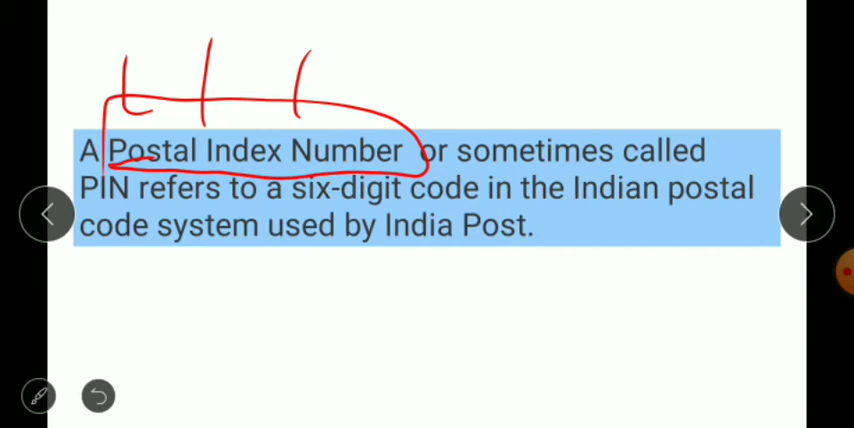 A Postal Index Number or sometimes called
PIN refers to a six-digit code in the Indian postal
code system used by India Post.